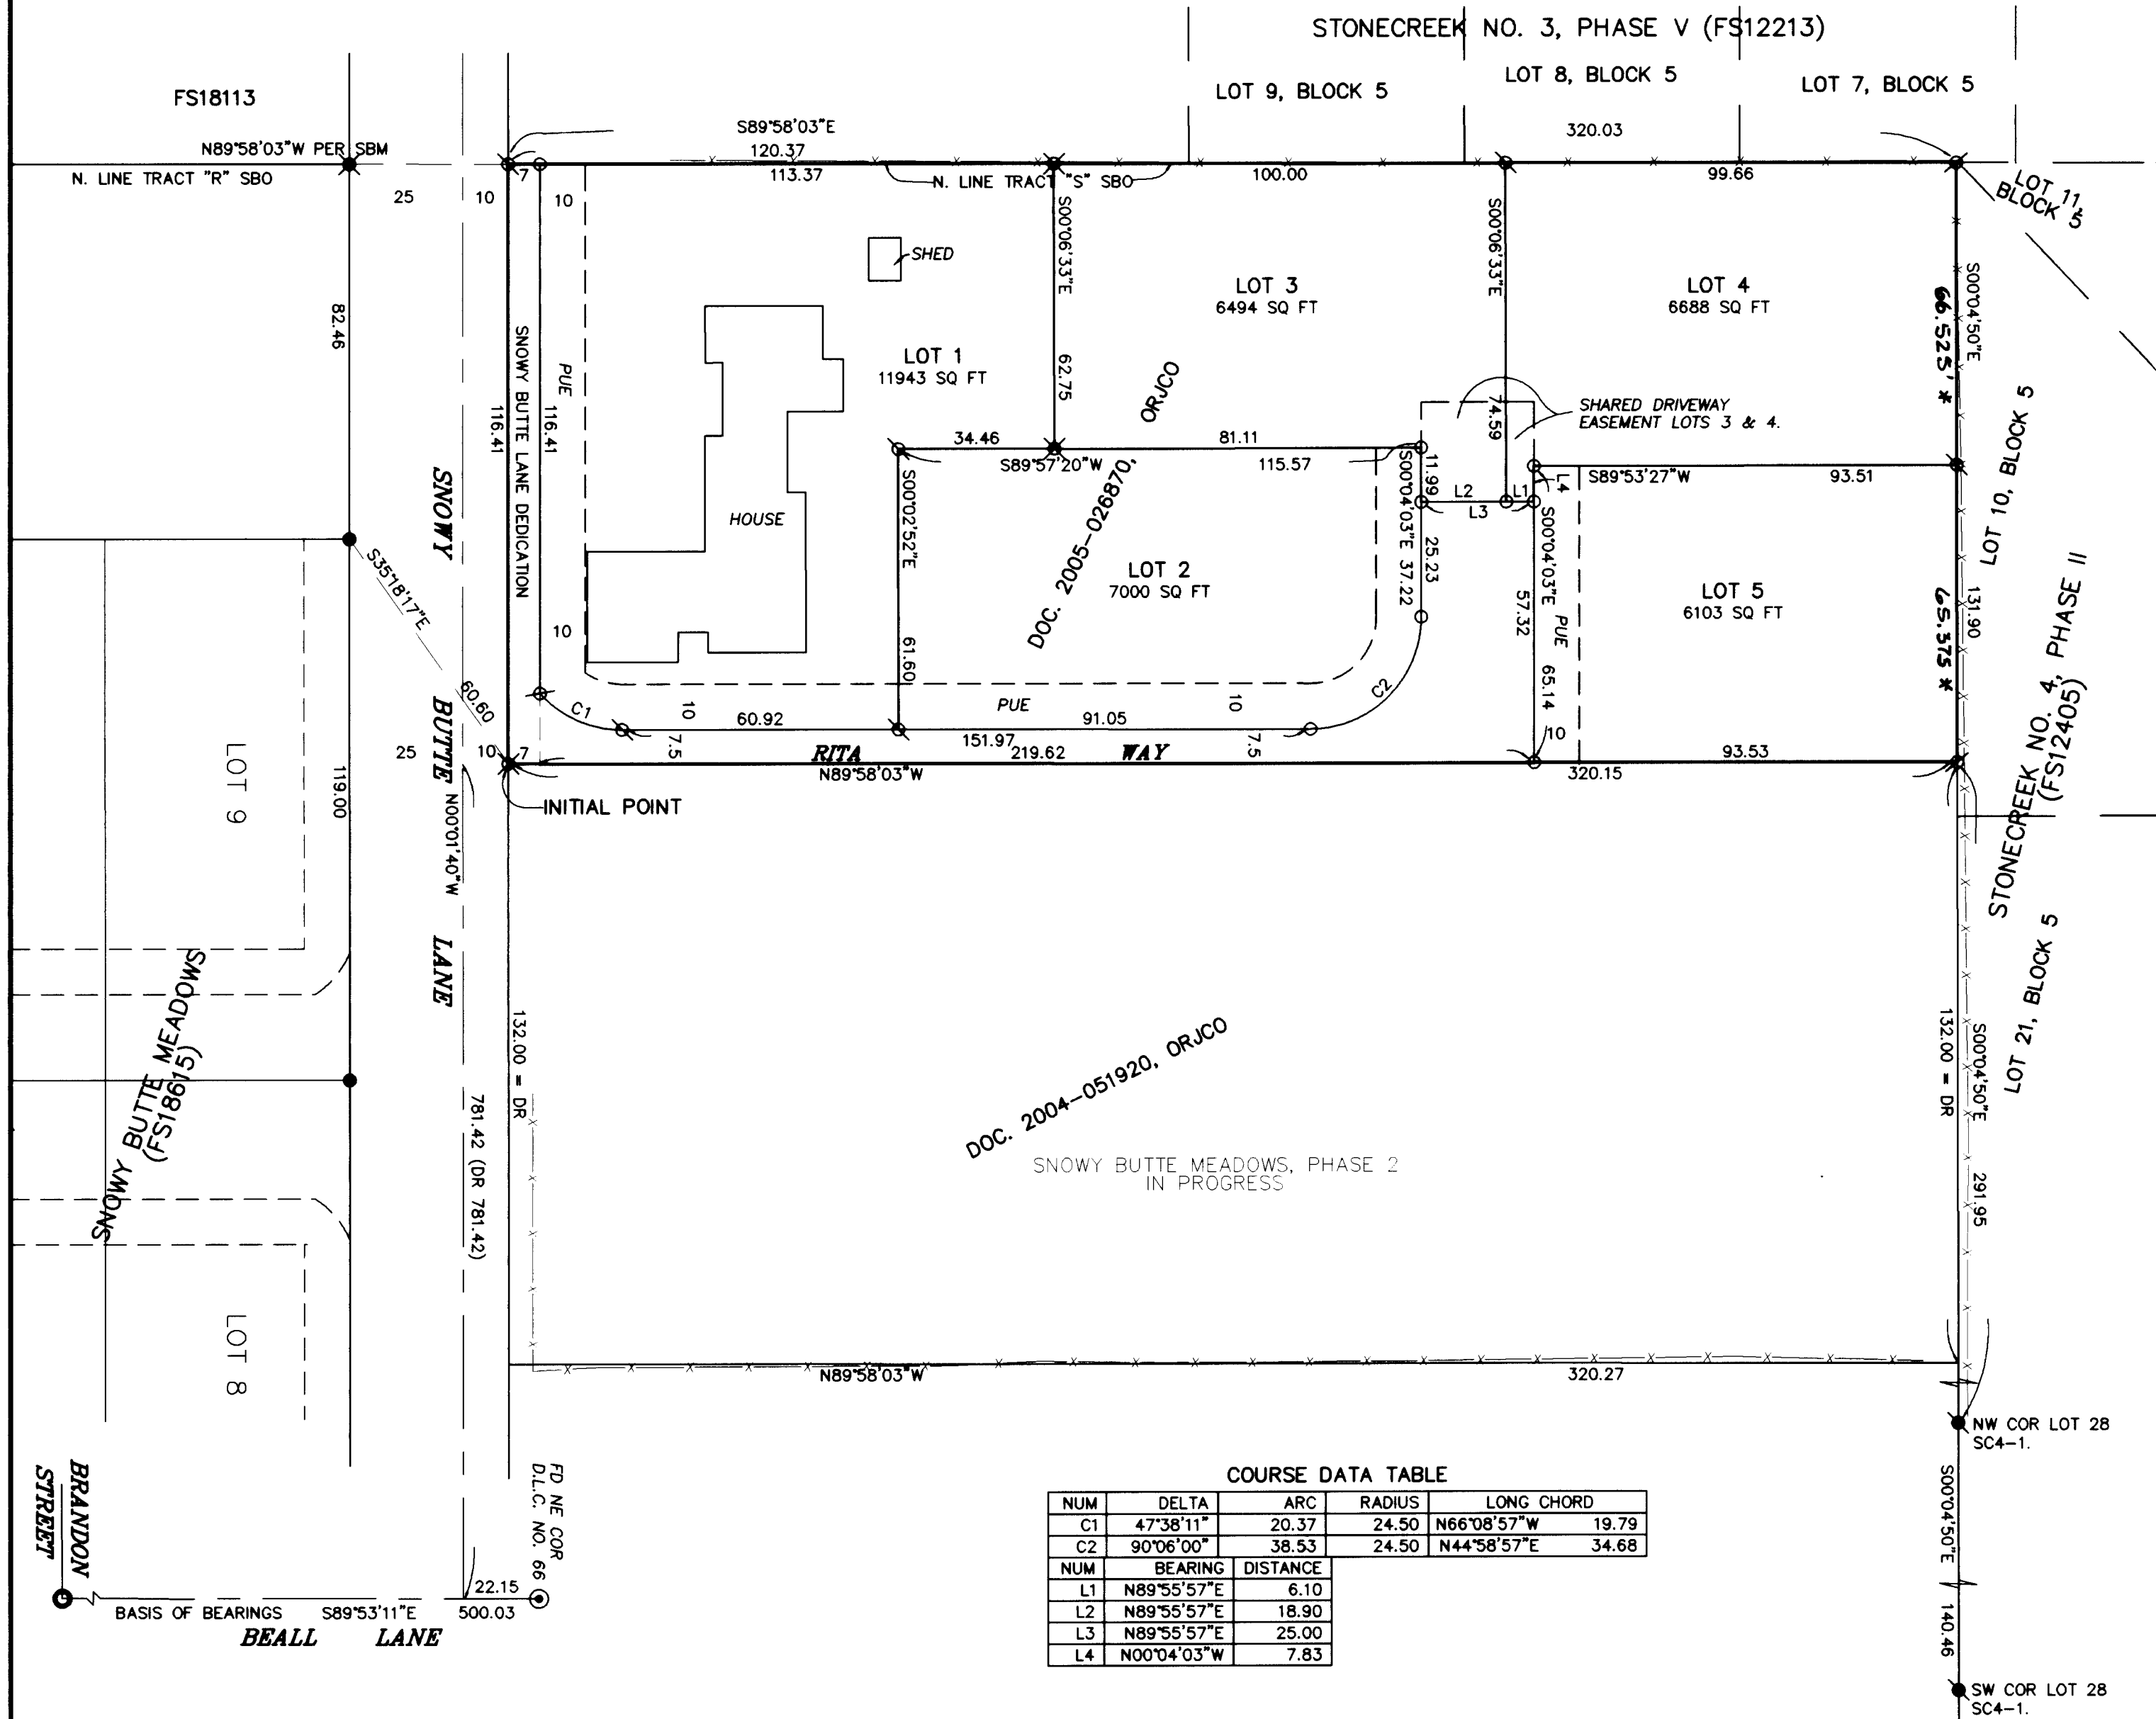 STONECREEK NO. 3, PHASE V (FS12213)
LOT 9, BLOCK 5
LOT 8, BLOCK 5
LOT 7, BLOCK 5
FS18113
N89°58'03"W PER SBM
N. LINE TRACT "R" SBO
S89°58'03"E
120.37
320.03
7
113.37
N. LINE TRACT "S" SBO
100.00
99.66
LOT 11,
BLOCK 5
25
10
10
SHED
S00°06'33"E
62.75
S00°06'33"E
74.59
S00°04'50"E
66.525' *
LOT 3
6494 SQ FT
LOT 4
6688 SQ FT
LOT 1
11943 SQ FT
82.46
116.41
SNOWY BUTTE LANE DEDICATION
116.41
PUE
SHARED DRIVEWAY
EASEMENT LOTS 3 & 4.
DOC. 2005-026870, ORJCO
34.46
81.11
S89°57'20"W
115.57
11.99
S00°04'03"E 37.22
25.23
L2
L1
L3
L4
S89°53'27"W
93.51
LOT 10, BLOCK 5
HOUSE
S00°02'52"E
61.60
LOT 2
7000 SQ FT
S00°04'03"E
57.32
PUE
65.14
LOT 5
6103 SQ FT
65.375 *
131.90
STONECREEK NO. 4, PHASE II
(FS12405)
SNOWY BUTTE LANE
S35°18'17"E
60.60
10
C1
10
60.92
PUE
91.05
10
C2
7.5
151.97
7.5
10
93.53
25
10
7
RITA WAY
219.62
N89°58'03"W
320.15
INITIAL POINT
LOT 9
119.00
N00°01'40"W
LOT 21, BLOCK 5
SNOWY BUTTE MEADOWS
(FS18615)
132.00 = DR
781.42 (DR 781.42)
132.00 = DR
S00°04'50"E
291.95
DOC. 2004-051920, ORJCO
SNOWY BUTTE MEADOWS, PHASE 2
IN PROGRESS
LOT 8
N89°58'03"W
320.27
NW COR LOT 28
SC4-1.
S00°04'50"E
140.46
SW COR LOT 28
SC4-1.
BRANDON
STREET
FD NE COR
D.L.C. NO. 66
22.15
BASIS OF BEARINGS S89°53'11"E 500.03
BEALL LANE
COURSE DATA TABLE
NUM DELTA ARC RADIUS LONG CHORD
C1 47°38'11" 20.37 24.50 N66°08'57"W 19.79
C2 90°06'00" 38.53 24.50 N44°58'57"E 34.68
NUM BEARING DISTANCE
L1 N89°55'57"E 6.10
L2 N89°55'57"E 18.90
L3 N89°55'57"E 25.00
L4 N00°04'03"W 7.83